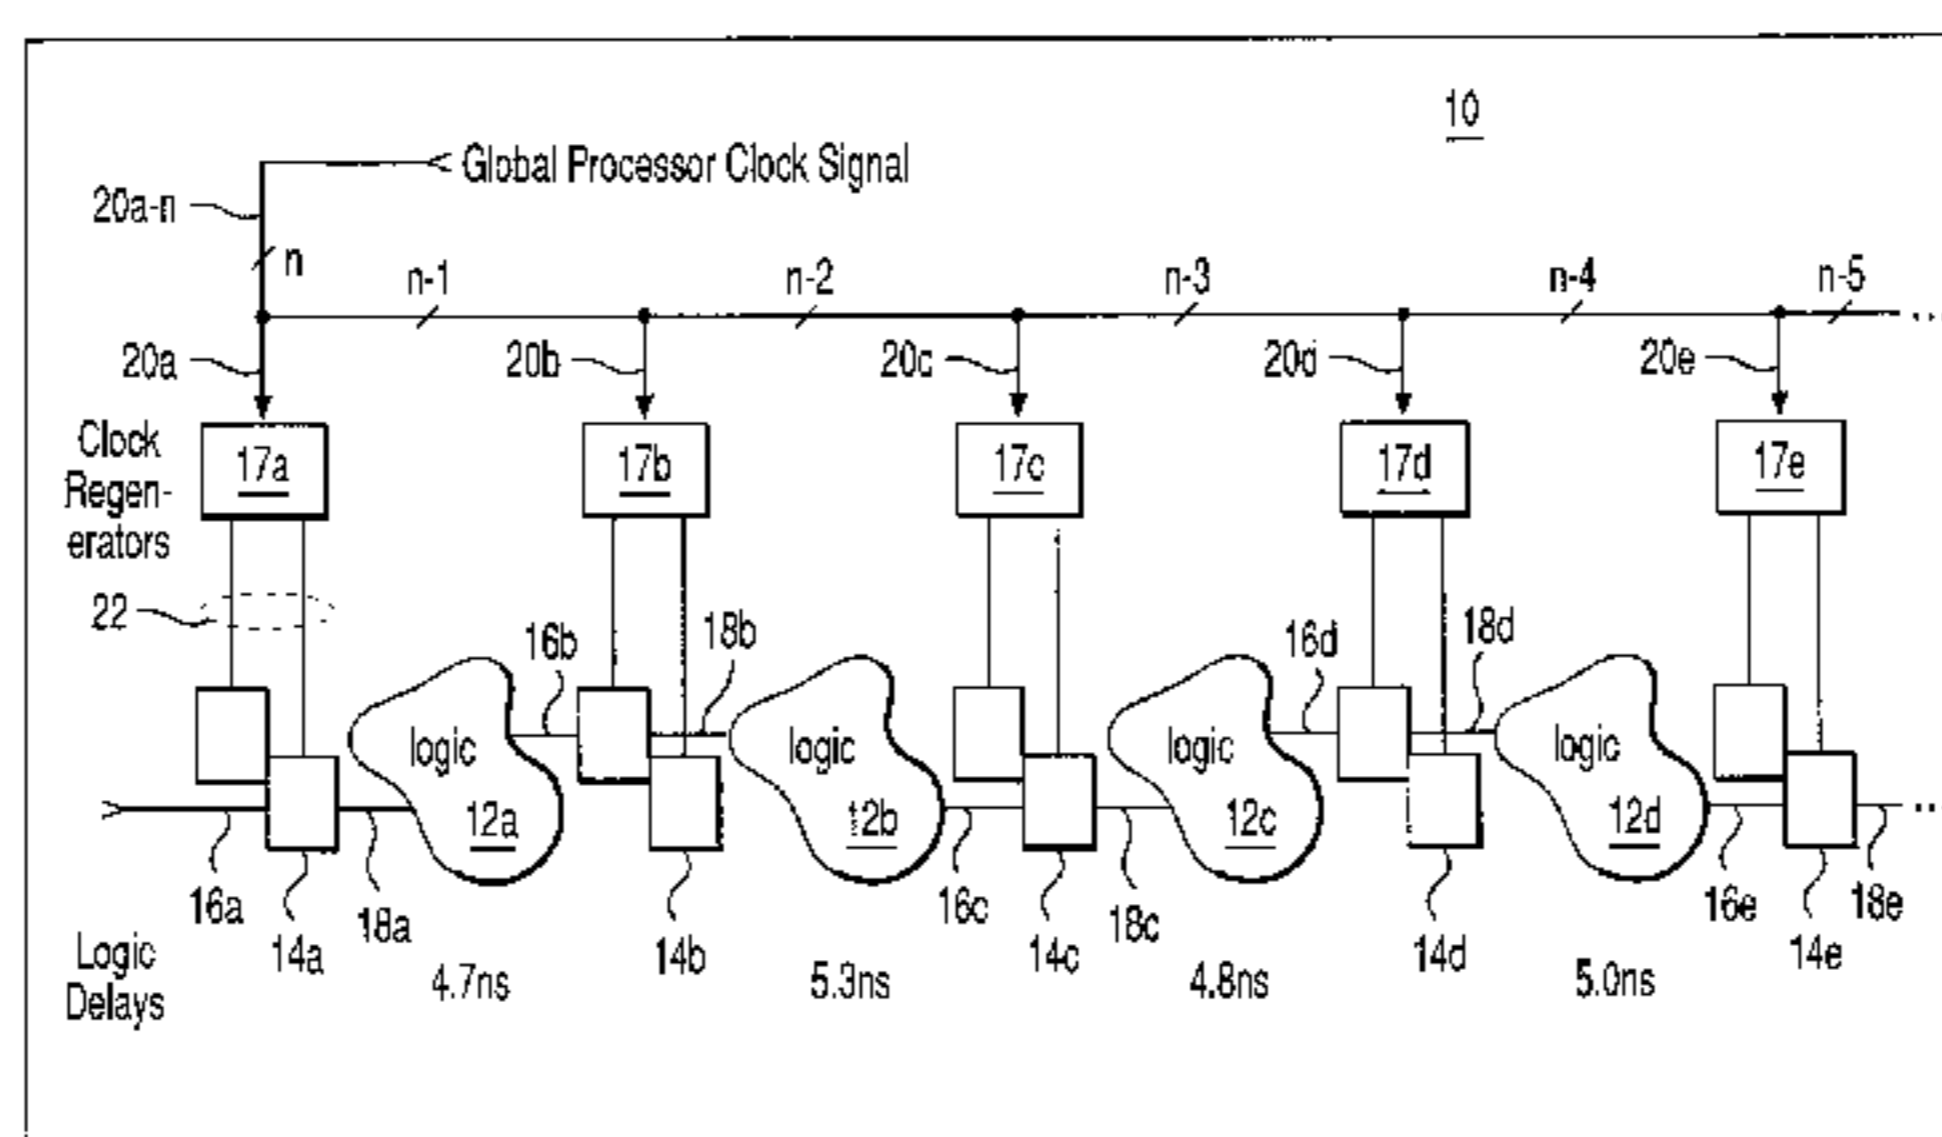 10
Global Processor Clock Signal
20a-n
n
n-1
n-2
n-3
n-4
n-5
20a
20b
20c
20d
20e
Clock
Regen-
erators
17a
17b
17c
17d
17e
22
16b
18b
16d
18d
logic
12a
logic
12b
logic
12c
logic
12d
16a
14a
18a
14b
16c
14c
18c
14d
16e
14e
18e
Logic
Delays
4.7ns
5.3ns
4.8ns
5.0ns